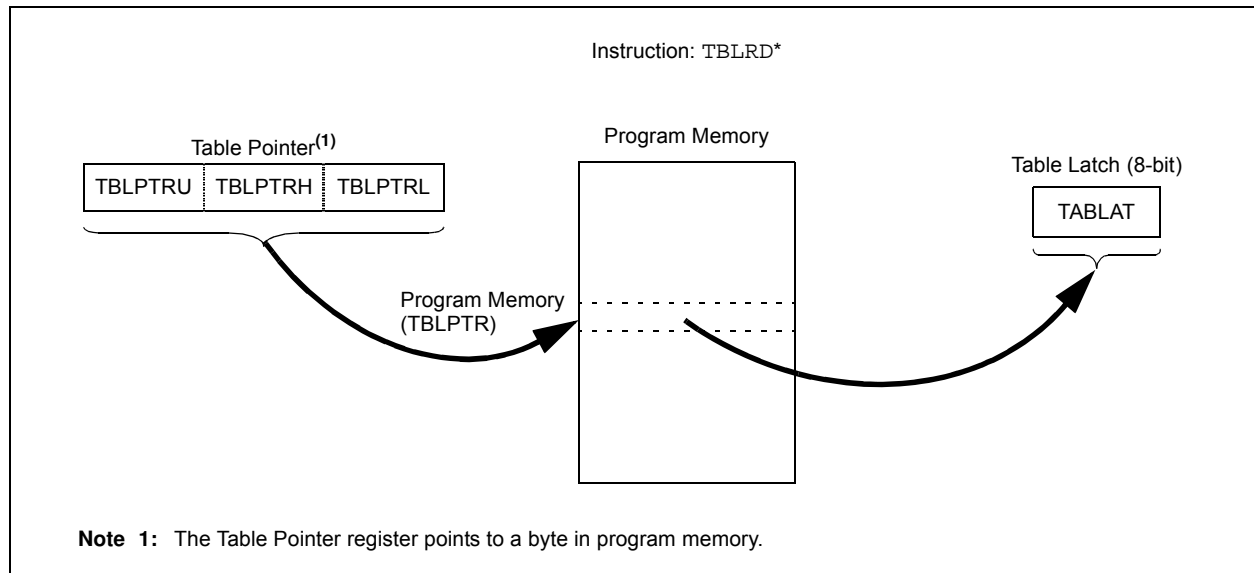 Instruction: TBLRD*
Table Pointer(1)
TBLPTRU TBLPTRH TBLPTRL
Program Memory
Table Latch (8-bit)
TABLAT
Program Memory
(TBLPTR)
Note 1: The Table Pointer register points to a byte in program memory.